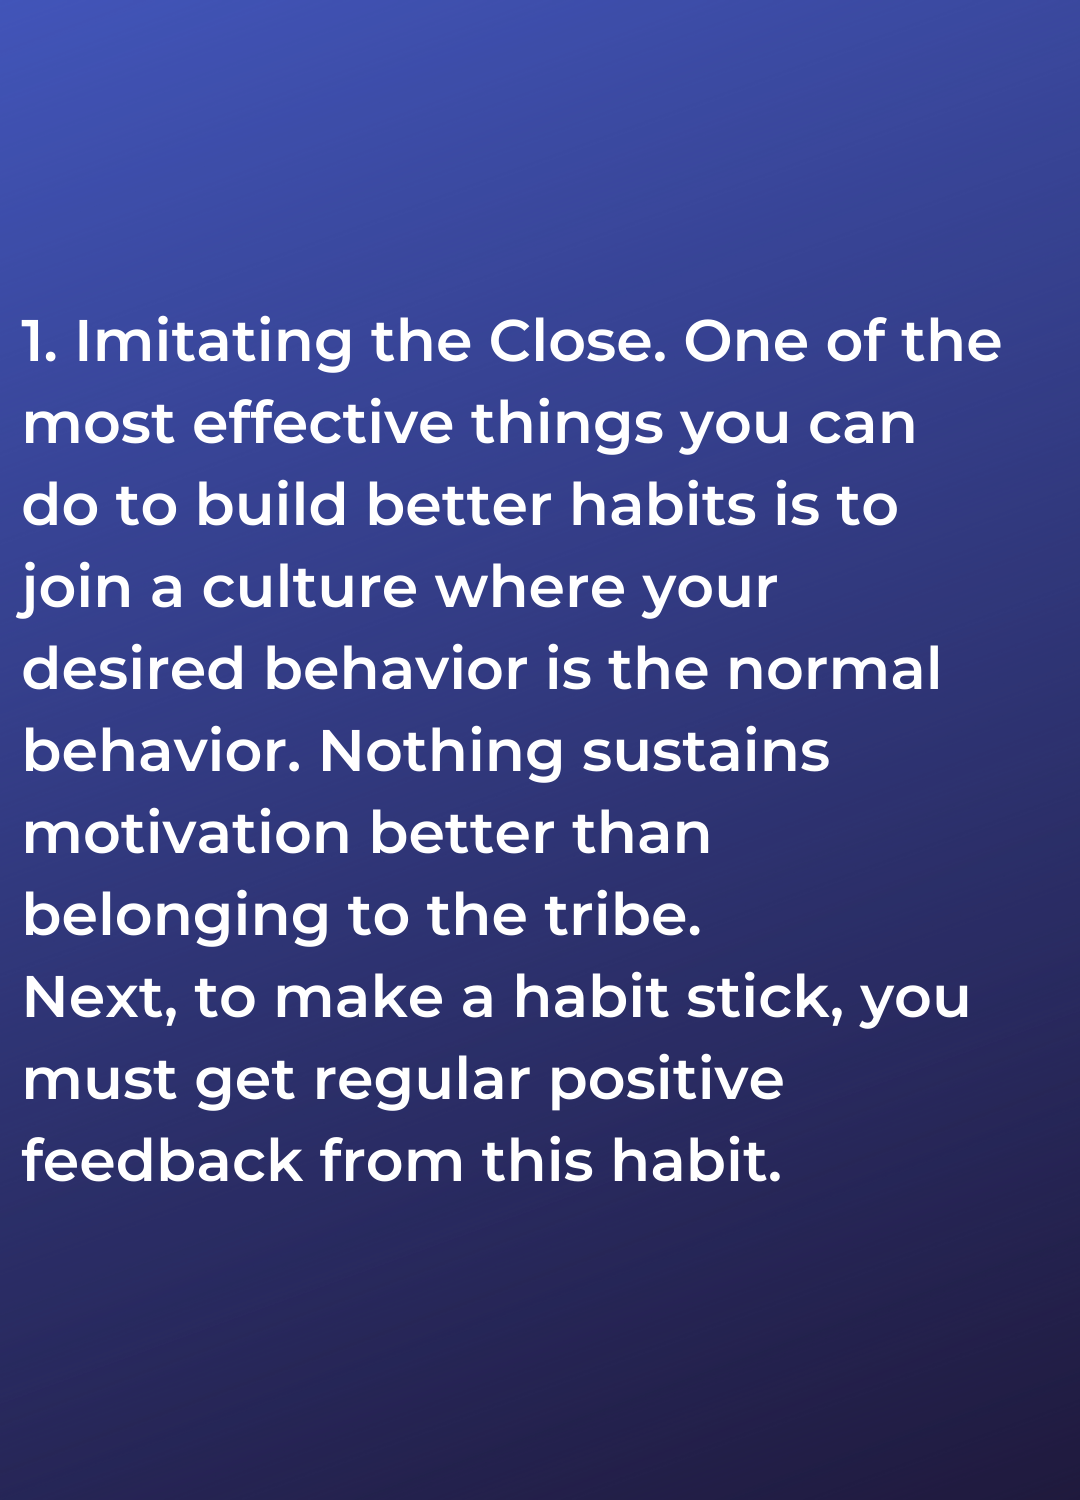 1. Imitating the Close. One of the
most effective things you can
do to build better habits is to
join a culture where your
desired behavior is the normal
behavior. Nothing sustains
motivation better than
belonging to the tribe.
Next, to make a habit stick, you
must get regular positive
feedback from this habit.